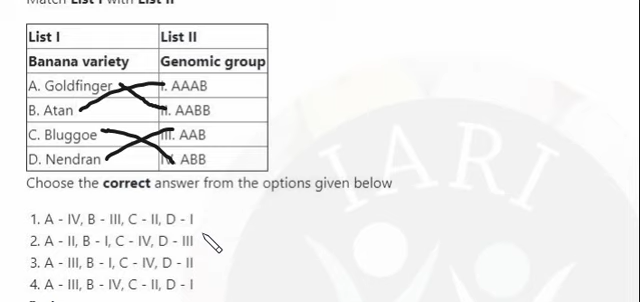 Match List I with List II
List I List II
Banana variety Genomic group
A. Goldfinger I. AAAB
B. Atan II. AABB
C. Bluggoe III. AAB
D. Nendran IV. ABB
Choose the correct answer from the options given below
1. A - IV, B - III, C - II, D - I
2. A - II, B - I, C - IV, D - III
3. A - III, B - I, C - IV, D - II
4. A - III, B - IV, C - II, D - I
IARI